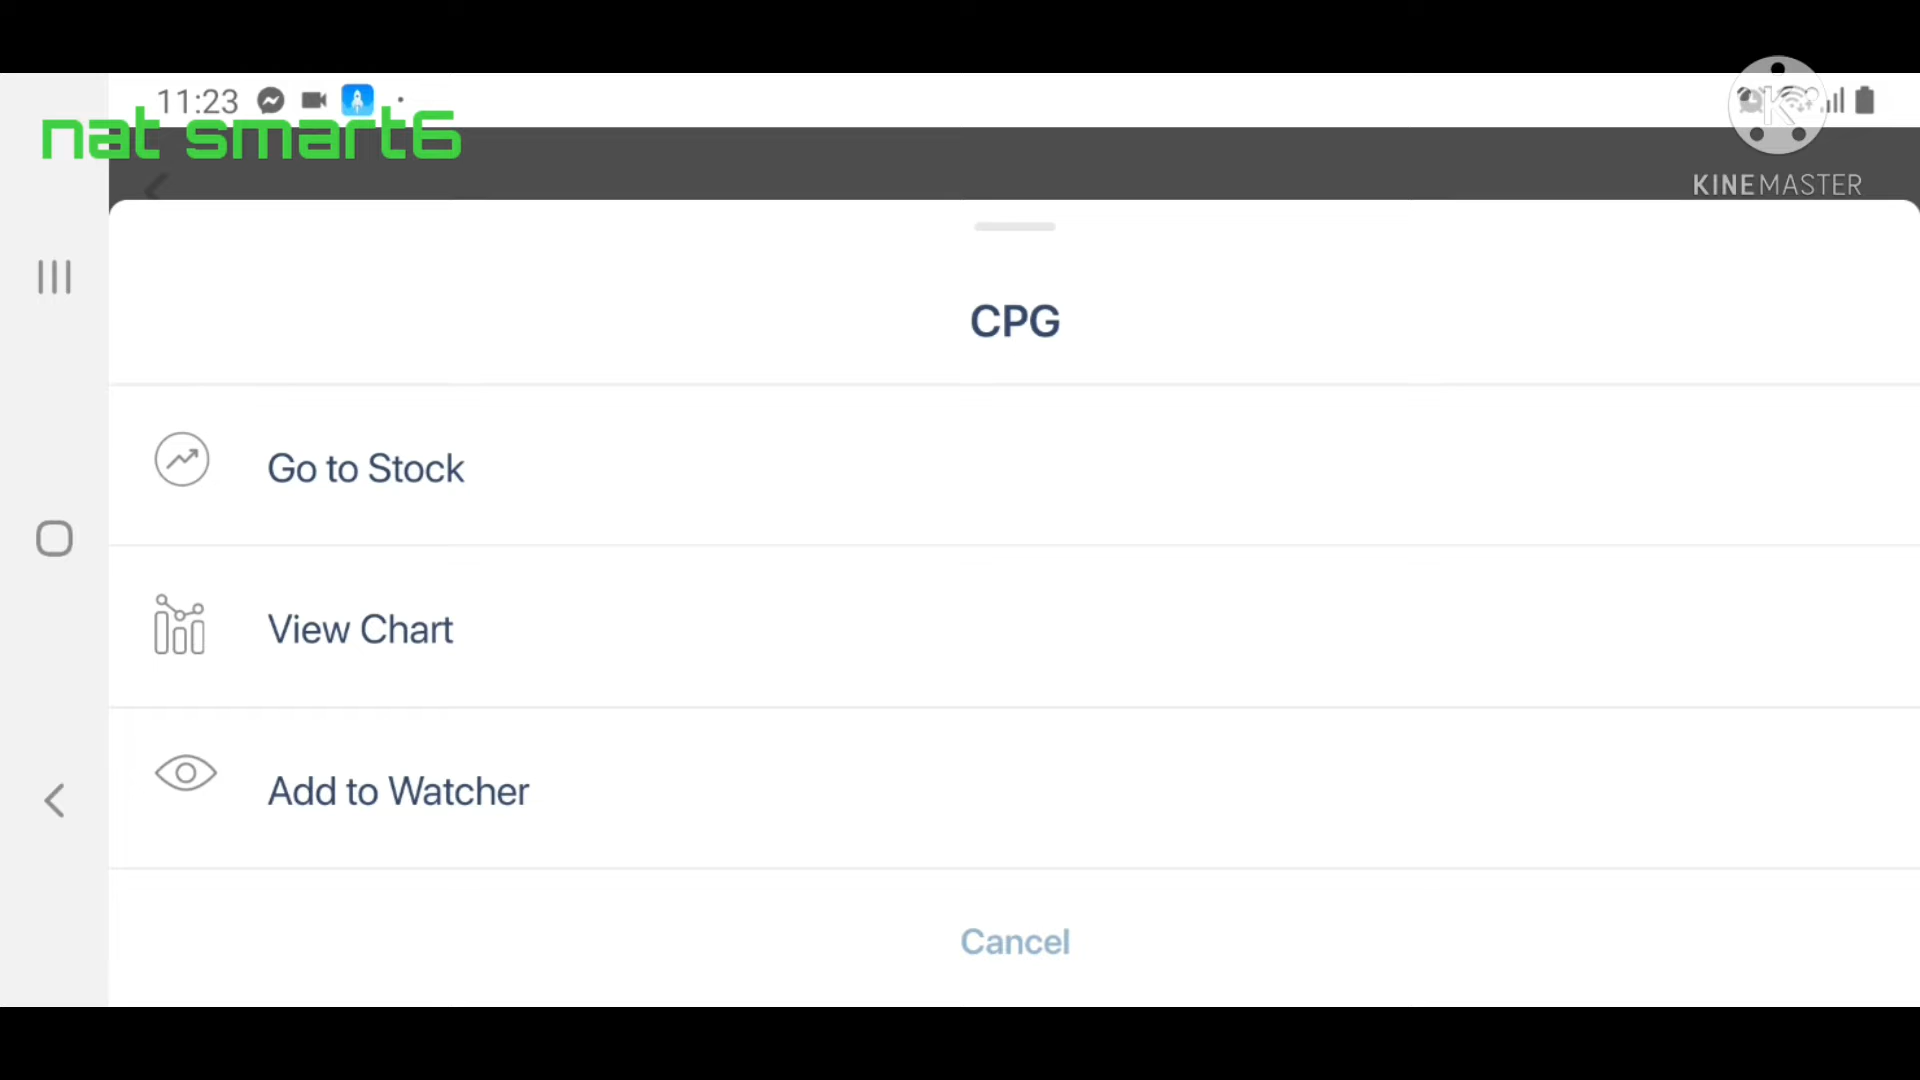 11:23
nat smart6
KINEMASTER
CPG
Go to Stock
View Chart
Add to Watcher
Cancel